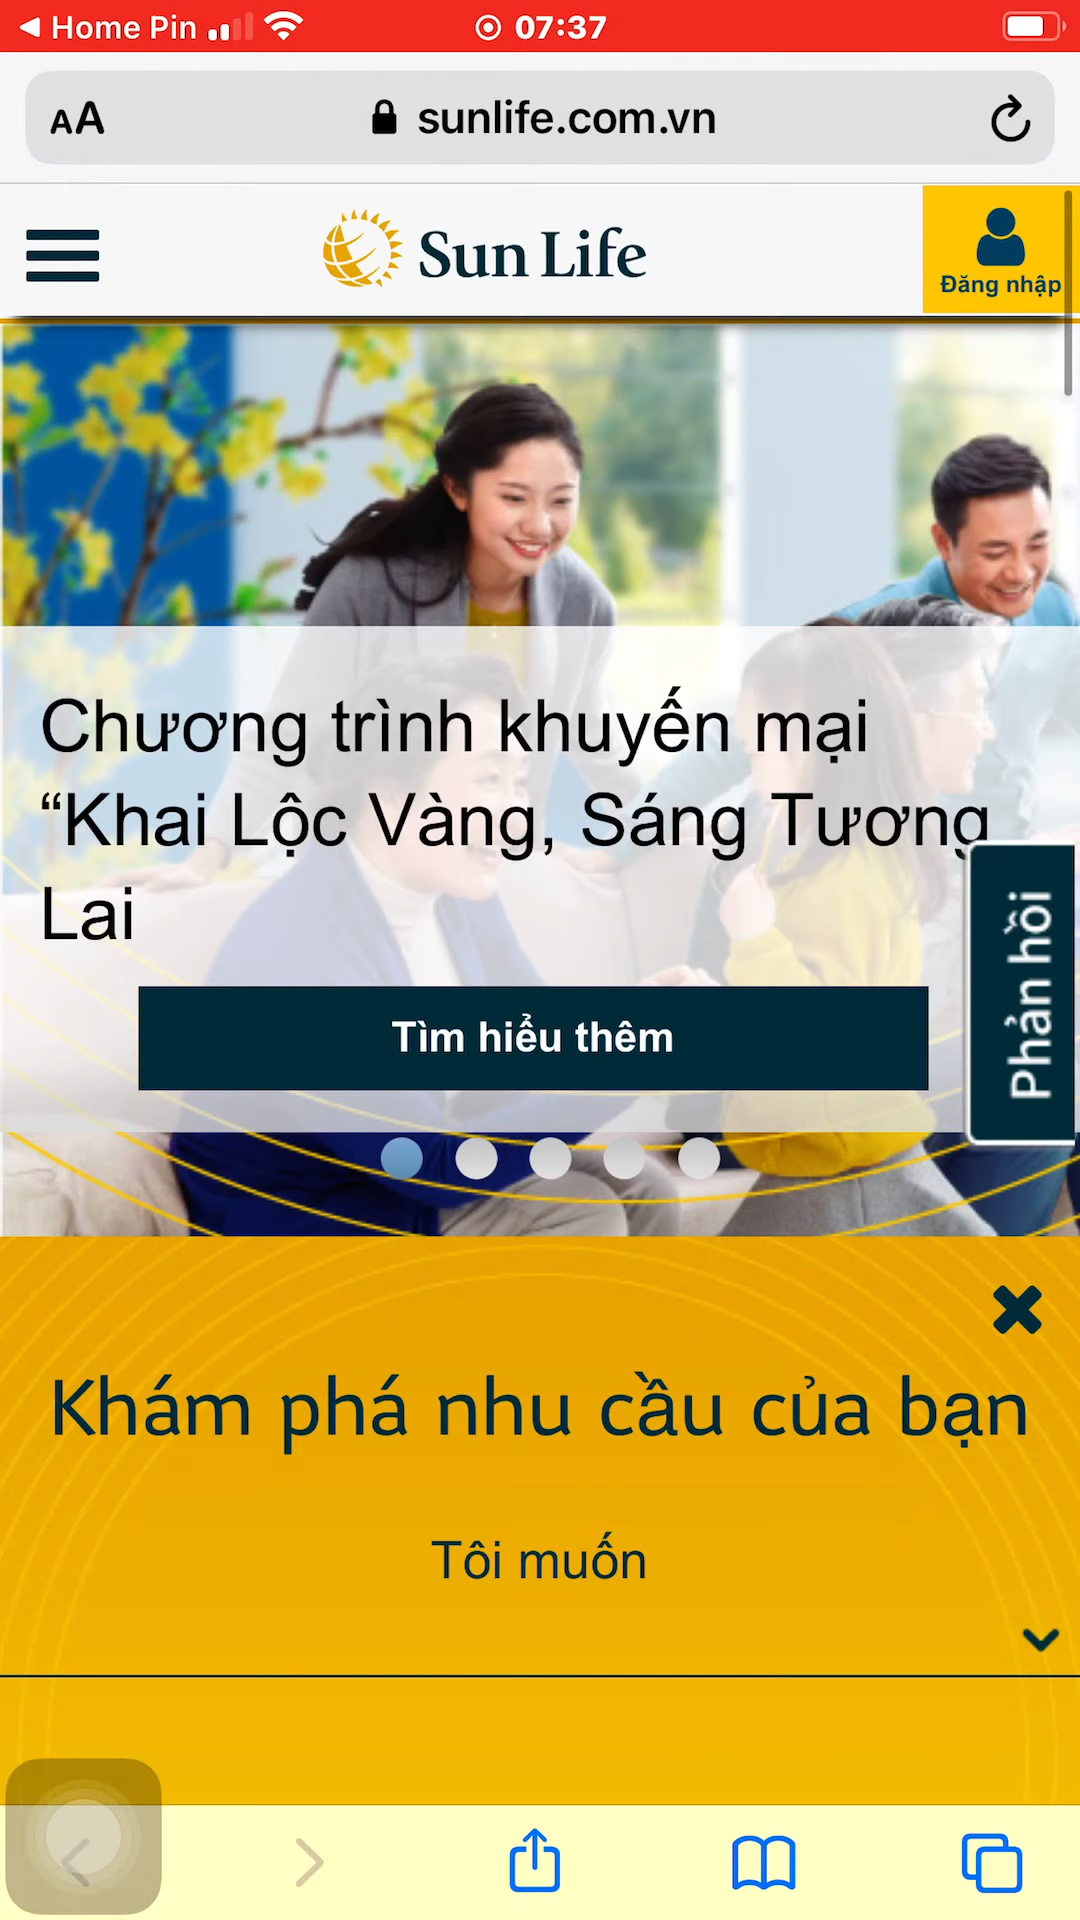 Home Pin
07:37
AA
sunlife.com.vn
Sun Life
Đăng nhập
Chương trình khuyến mại
“Khai Lộc Vàng, Sáng Tương
Lai
Phản hồi
Tìm hiểu thêm
Khám phá nhu cầu của bạn
Tôi muốn